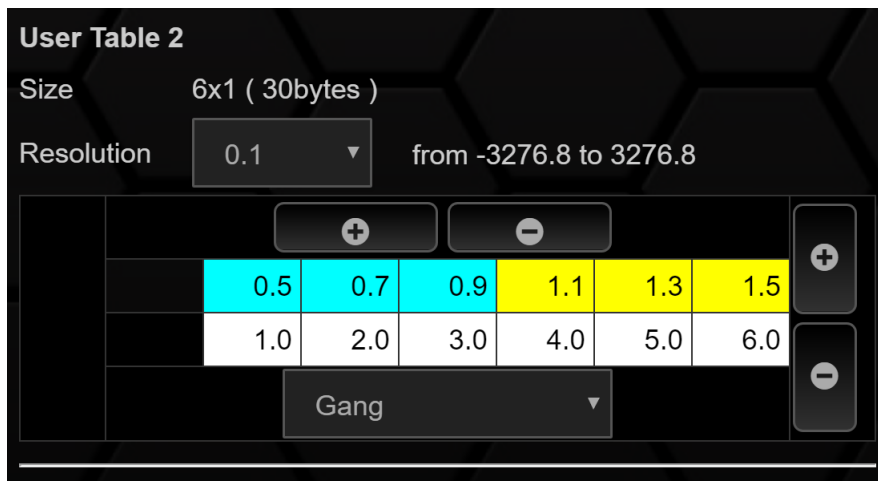 User Table 2
Size 6x1 ( 30bytes )
Resolution 0.1 from -3276.8 to 3276.8
0.5 0.7 0.9 1.1 1.3 1.5
1.0 2.0 3.0 4.0 5.0 6.0
Gang